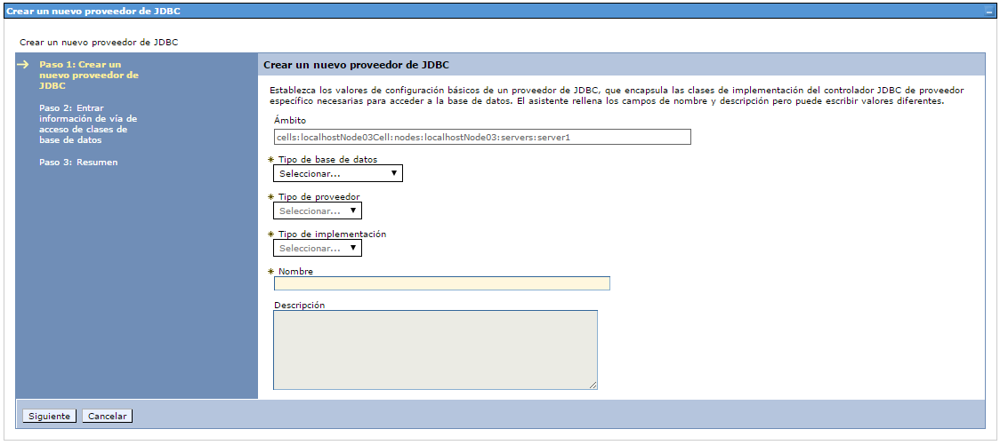 Crear un nuevo proveedor de JDBC
Crear un nuevo proveedor de JDBC
Paso 1: Crear un
nuevo proveedor de
JDBC
Paso 2: Entrar
información de vía de
acceso de clases de
base de datos
Paso 3: Resumen
Crear un nuevo proveedor de JDBC
Establezca los valores de configuración básicos de un proveedor de JDBC, que encapsula las clases de implementación del controlador JDBC de proveedor
específico necesarias para acceder a la base de datos. El asistente rellena los campos de nombre y descripción pero puede escribir valores diferentes.
Ámbito
cells:localhostNode03Cell:nodes:localhostNode03:servers:server1
* Tipo de base de datos
Seleccionar...
* Tipo de proveedor
Seleccionar...
* Tipo de implementación
Seleccionar...
* Nombre
Descripción
Siguiente Cancelar